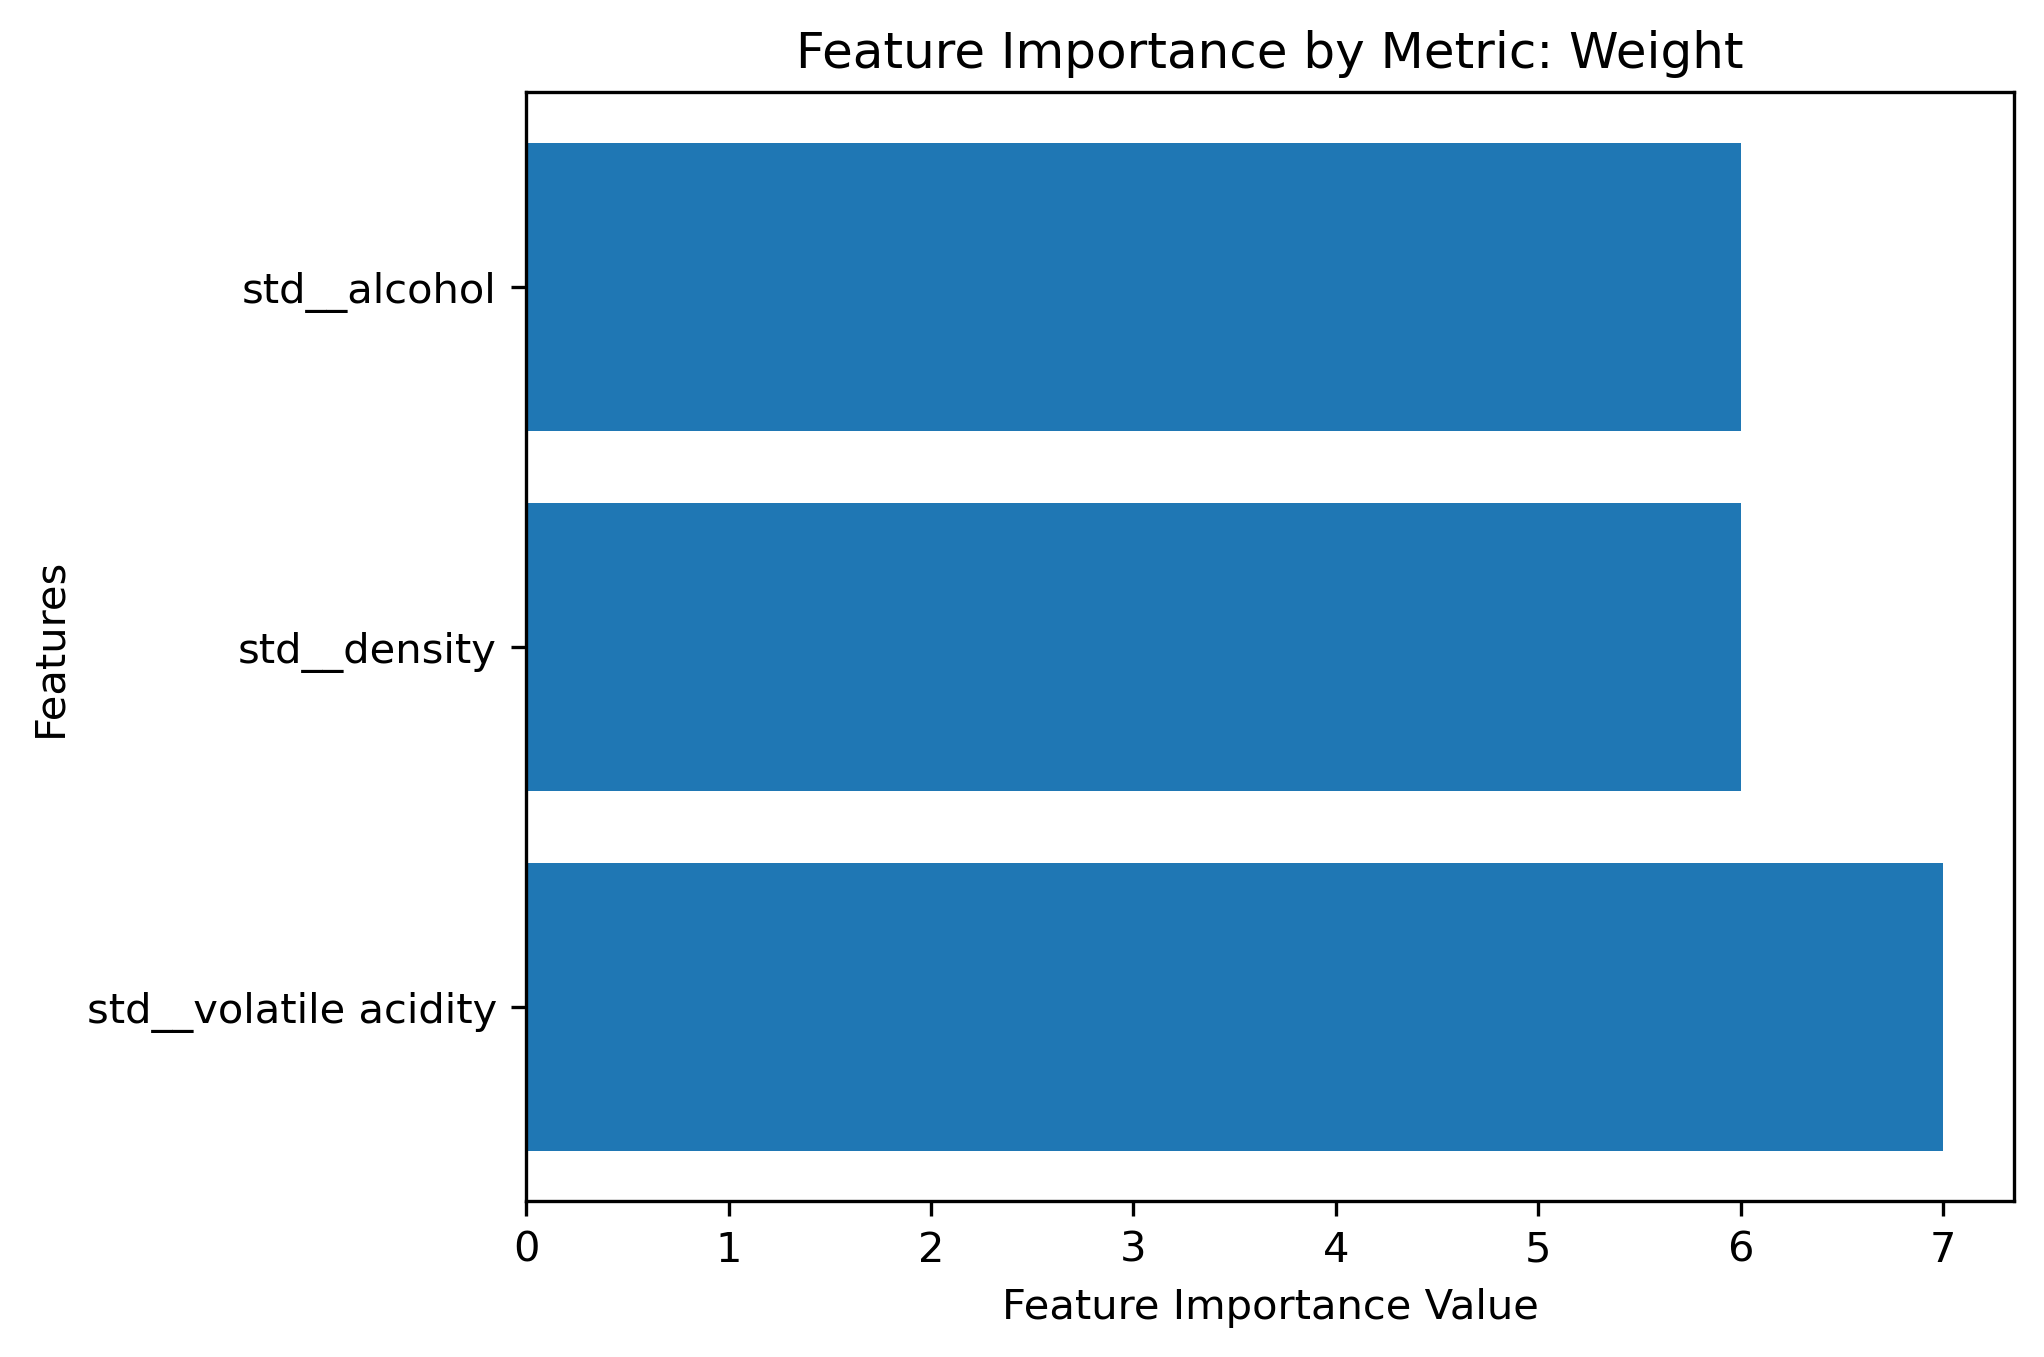 Feature Importance by Metric: Weight
std__alcohol
std__density
std__volatile acidity
Features
0 1 2 3 4 5 6 7
Feature Importance Value